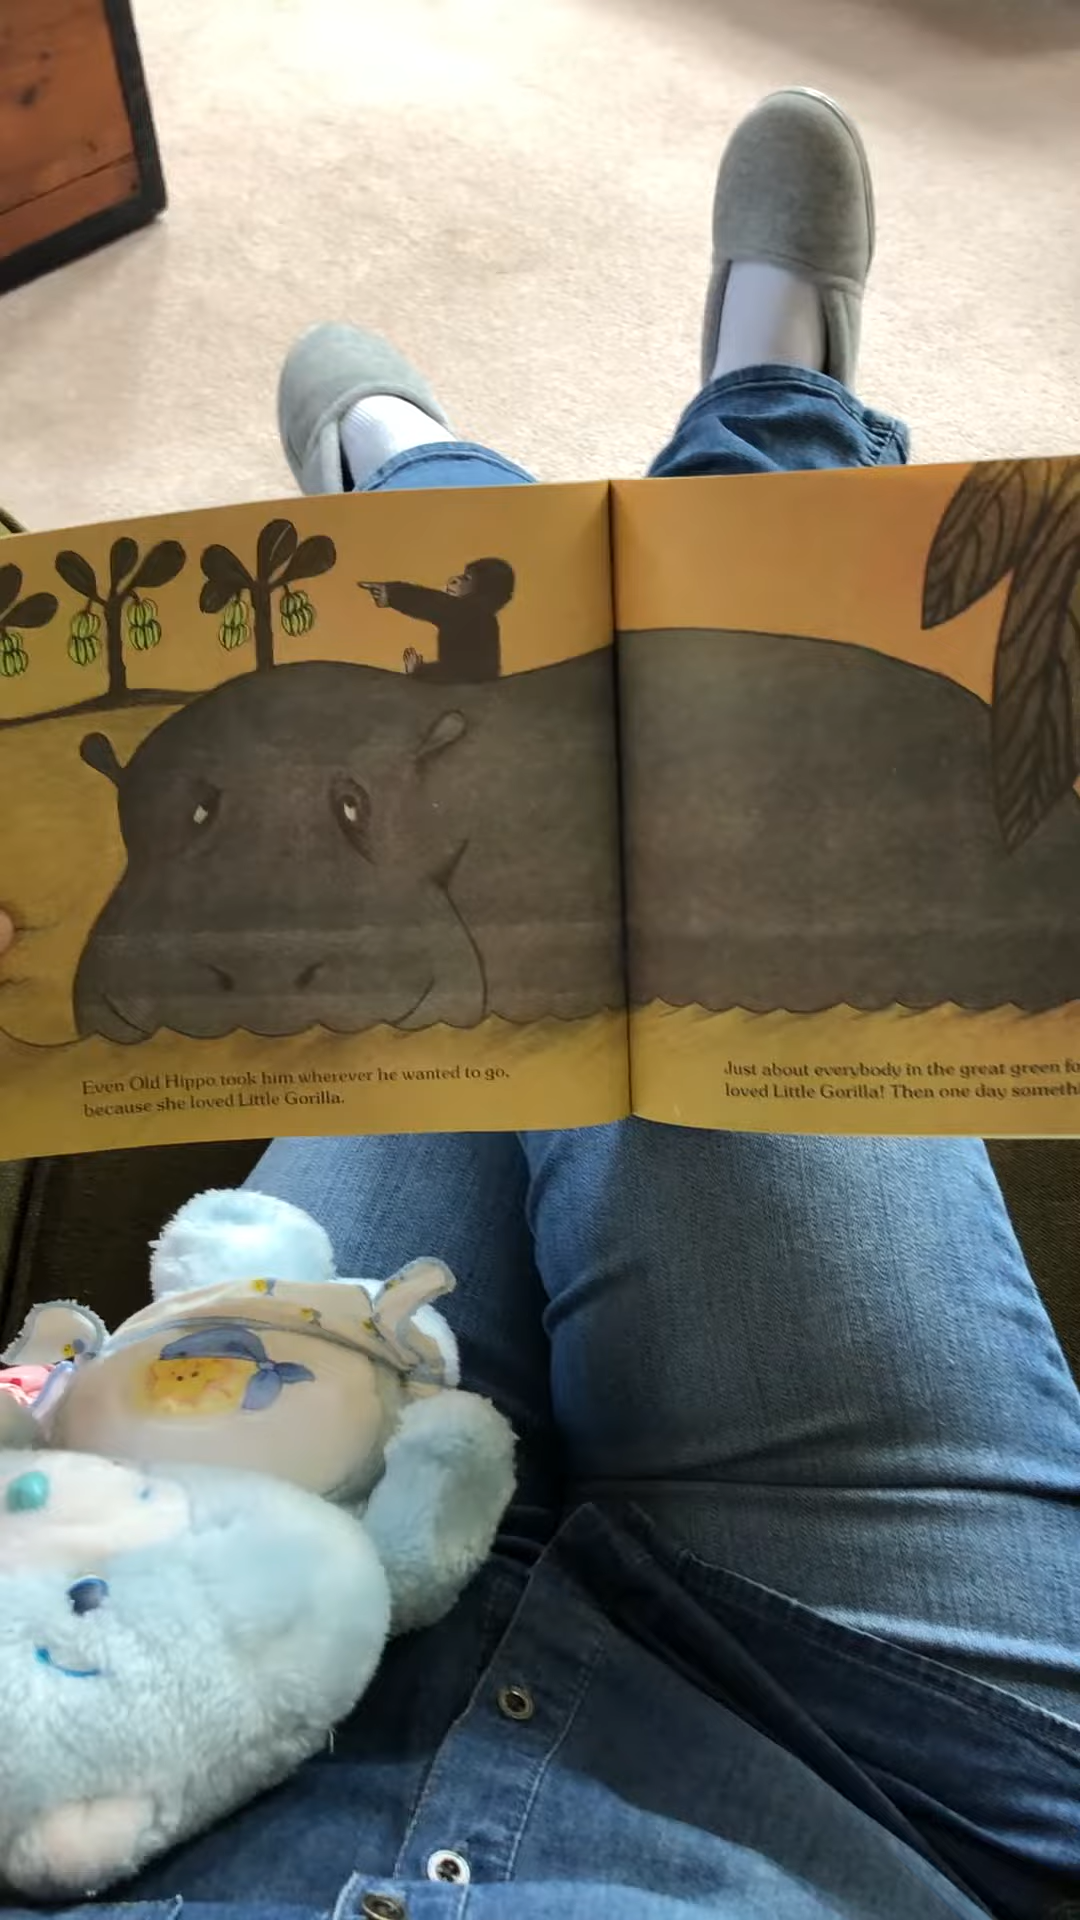 Even Old Hippo took him wherever he wanted to go,
because she loved Little Gorilla.
Just about everybody in the great green
loved Little Gorilla! Then one day